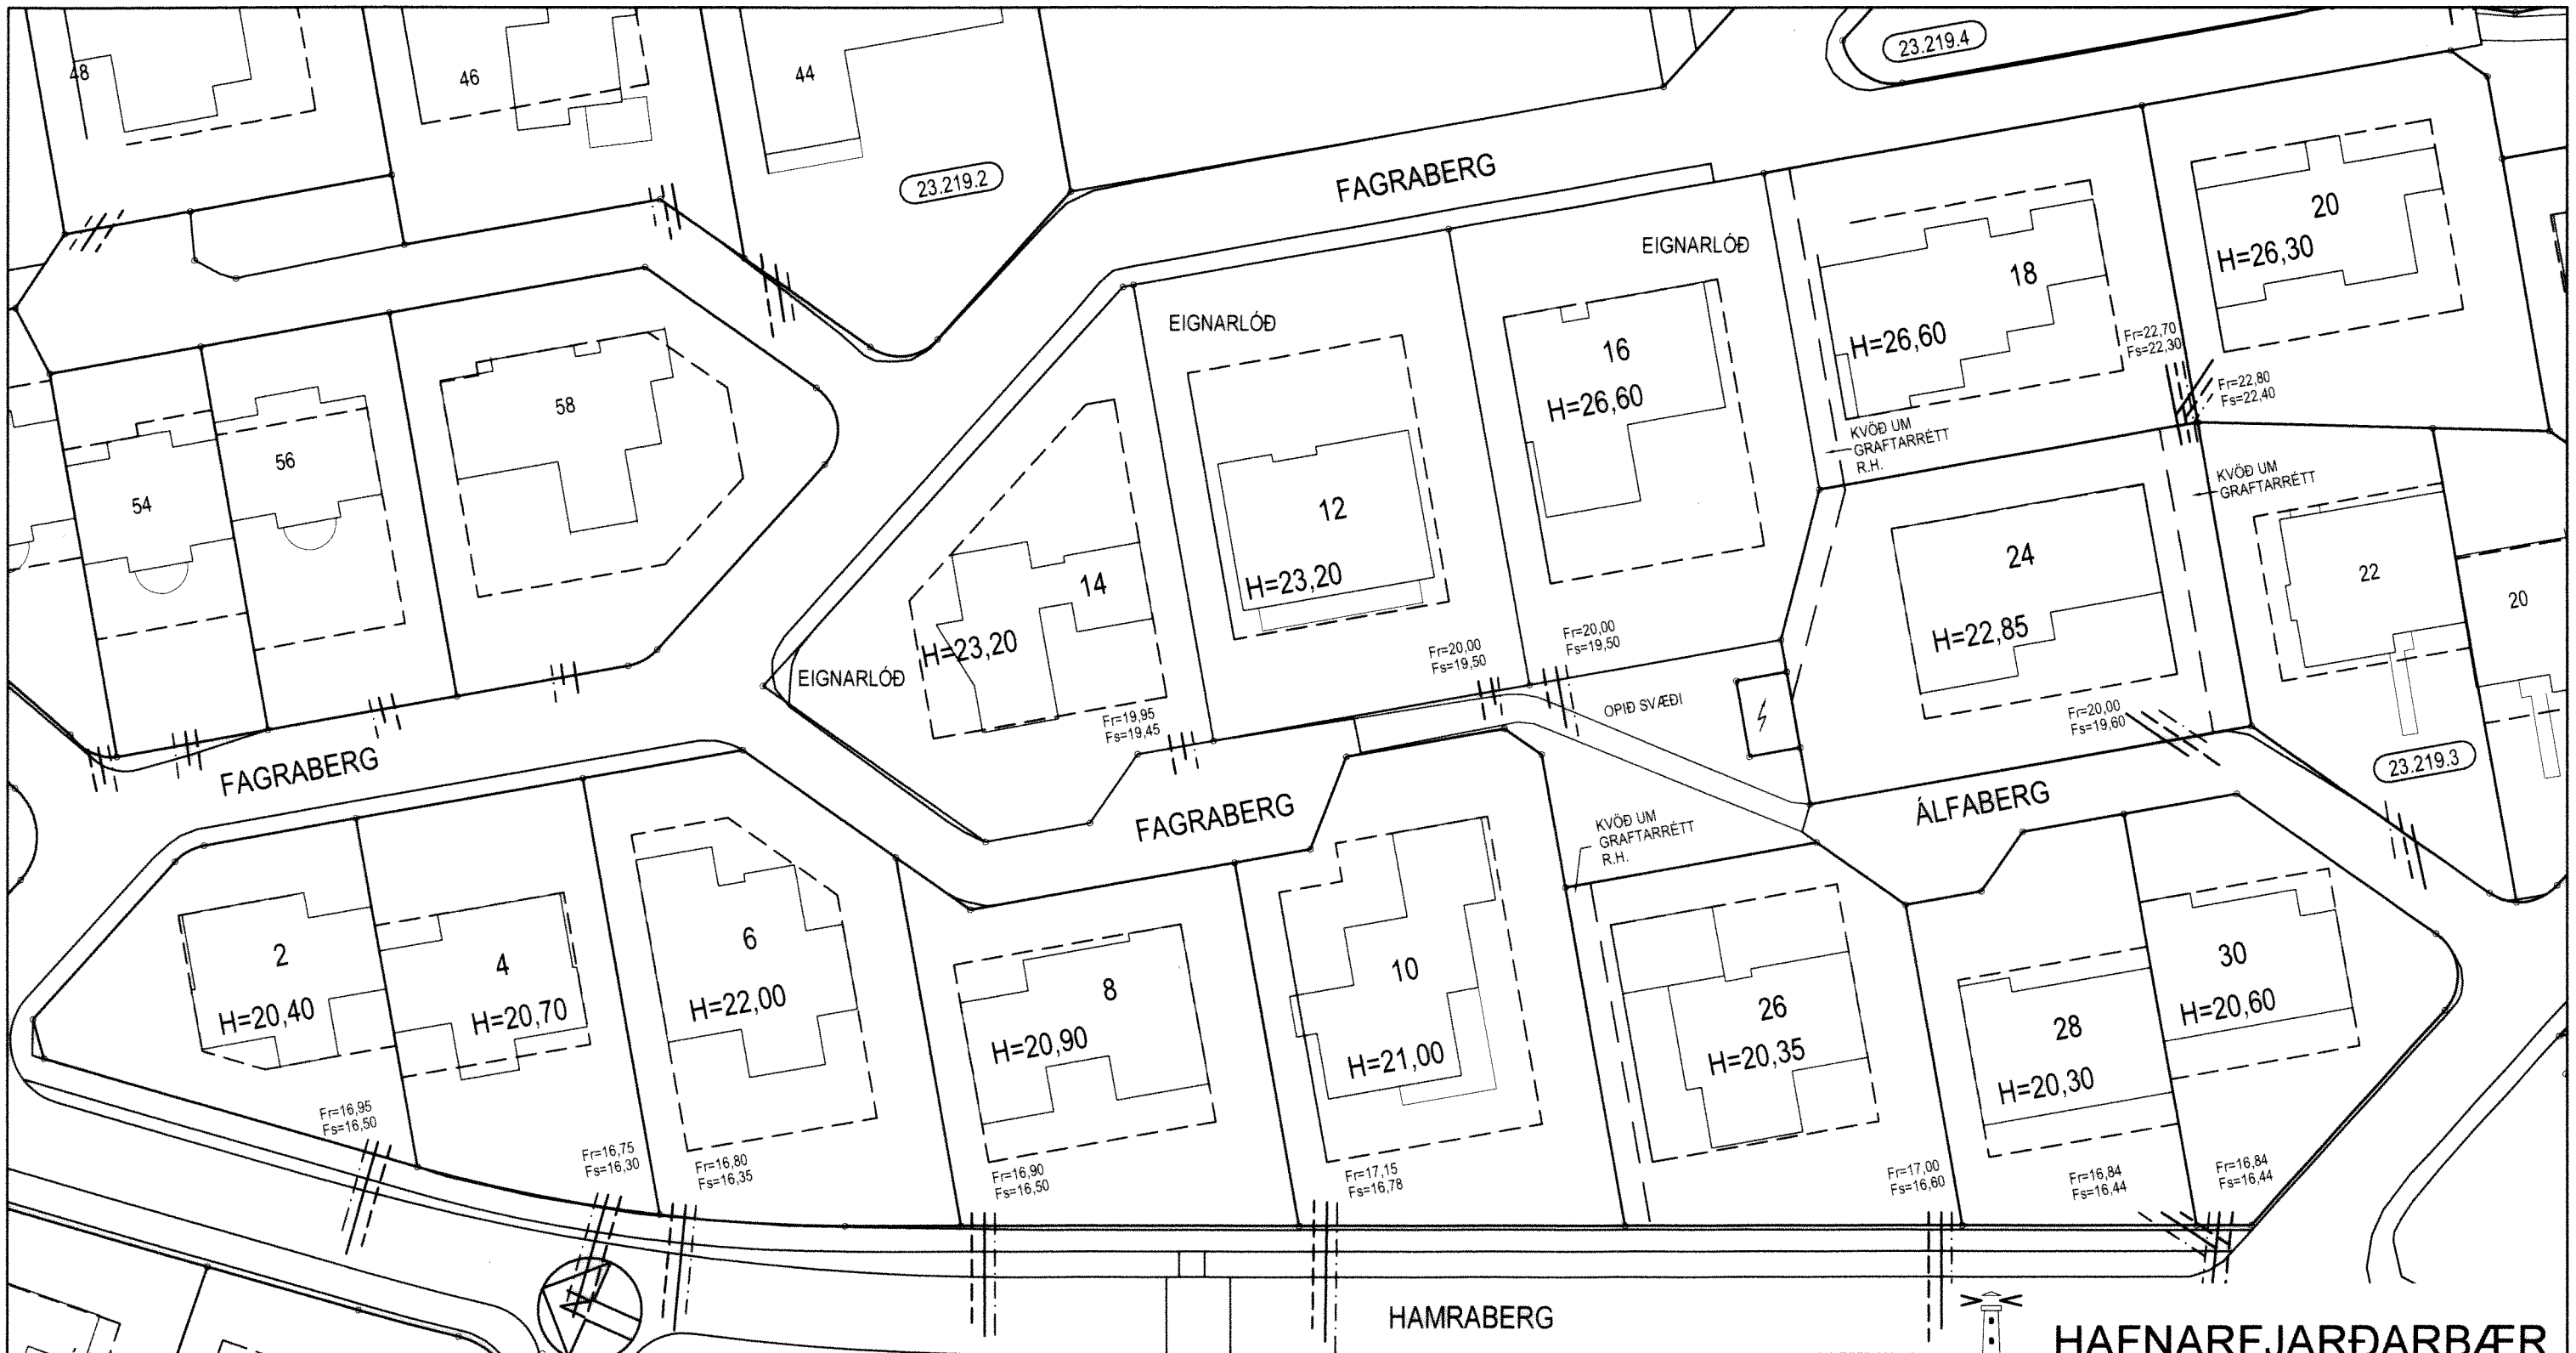 48
46
44
23.219.4
23.219.2
FAGRABERG
20
H=26,30
EIGNARLÓÐ
18
H=26,60
EIGNARLÓÐ
16
H=26,60
Fr=22,70
Fs=22,30
Fr=22,80
Fs=22,40
58
56
54
KVÖÐ UM
GRAFTARRÉTT
R.H.
KVÖÐ UM
GRAFTARRÉTT
12
H=23,20
14
H=23,20
24
H=22,85
22
20
EIGNARLÓÐ
Fr=20,00
Fs=19,50
Fr=20,00
Fs=19,50
Fr=19,95
Fs=19,45
OPIÐ SVÆÐI
Fr=20,00
Fs=19,60
23.219.3
FAGRABERG
FAGRABERG
ÁLFABERG
KVÖÐ UM
GRAFTARRÉTT
R.H.
2
H=20,40
4
H=20,70
6
H=22,00
8
H=20,90
10
H=21,00
26
H=20,35
28
H=20,30
30
H=20,60
Fr=16,95
Fs=16,50
Fr=16,75
Fs=16,30
Fr=16,80
Fs=16,35
Fr=16,90
Fs=16,50
Fr=17,15
Fs=16,78
Fr=17,00
Fs=16,60
Fr=16,84
Fs=16,44
Fr=16,84
Fs=16,44
HAMRABERG
HAFNARFJARÐARBÆR